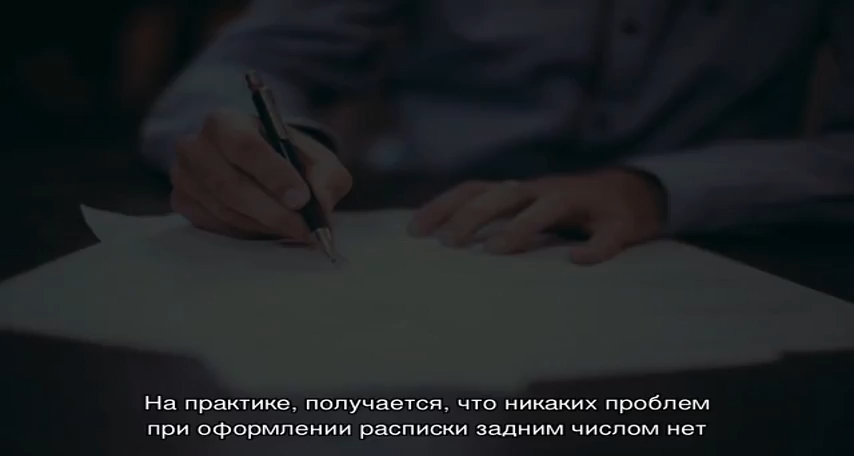 На практике, получается, что никаких проблем
при оформлении расписки задним числом нет